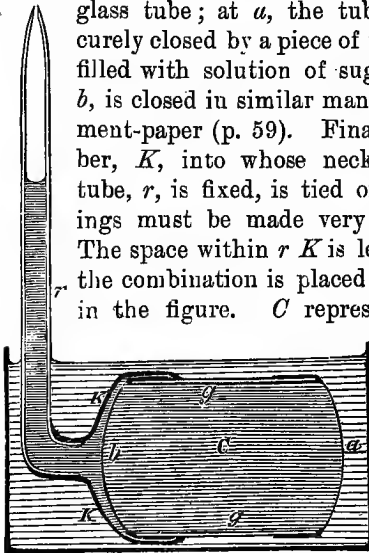 glass tube; at a, the tub
curely closed by a piece of
filled with solution of sug
b, is closed in similar man
ment-paper (p. 59). Fina
ber, K, into whose neck
tube, r, is fixed, is tied o
ings must be made very
The space within r K is le
the combination is placed
in the figure. C repres
r
K
g
b
C
a
K
g